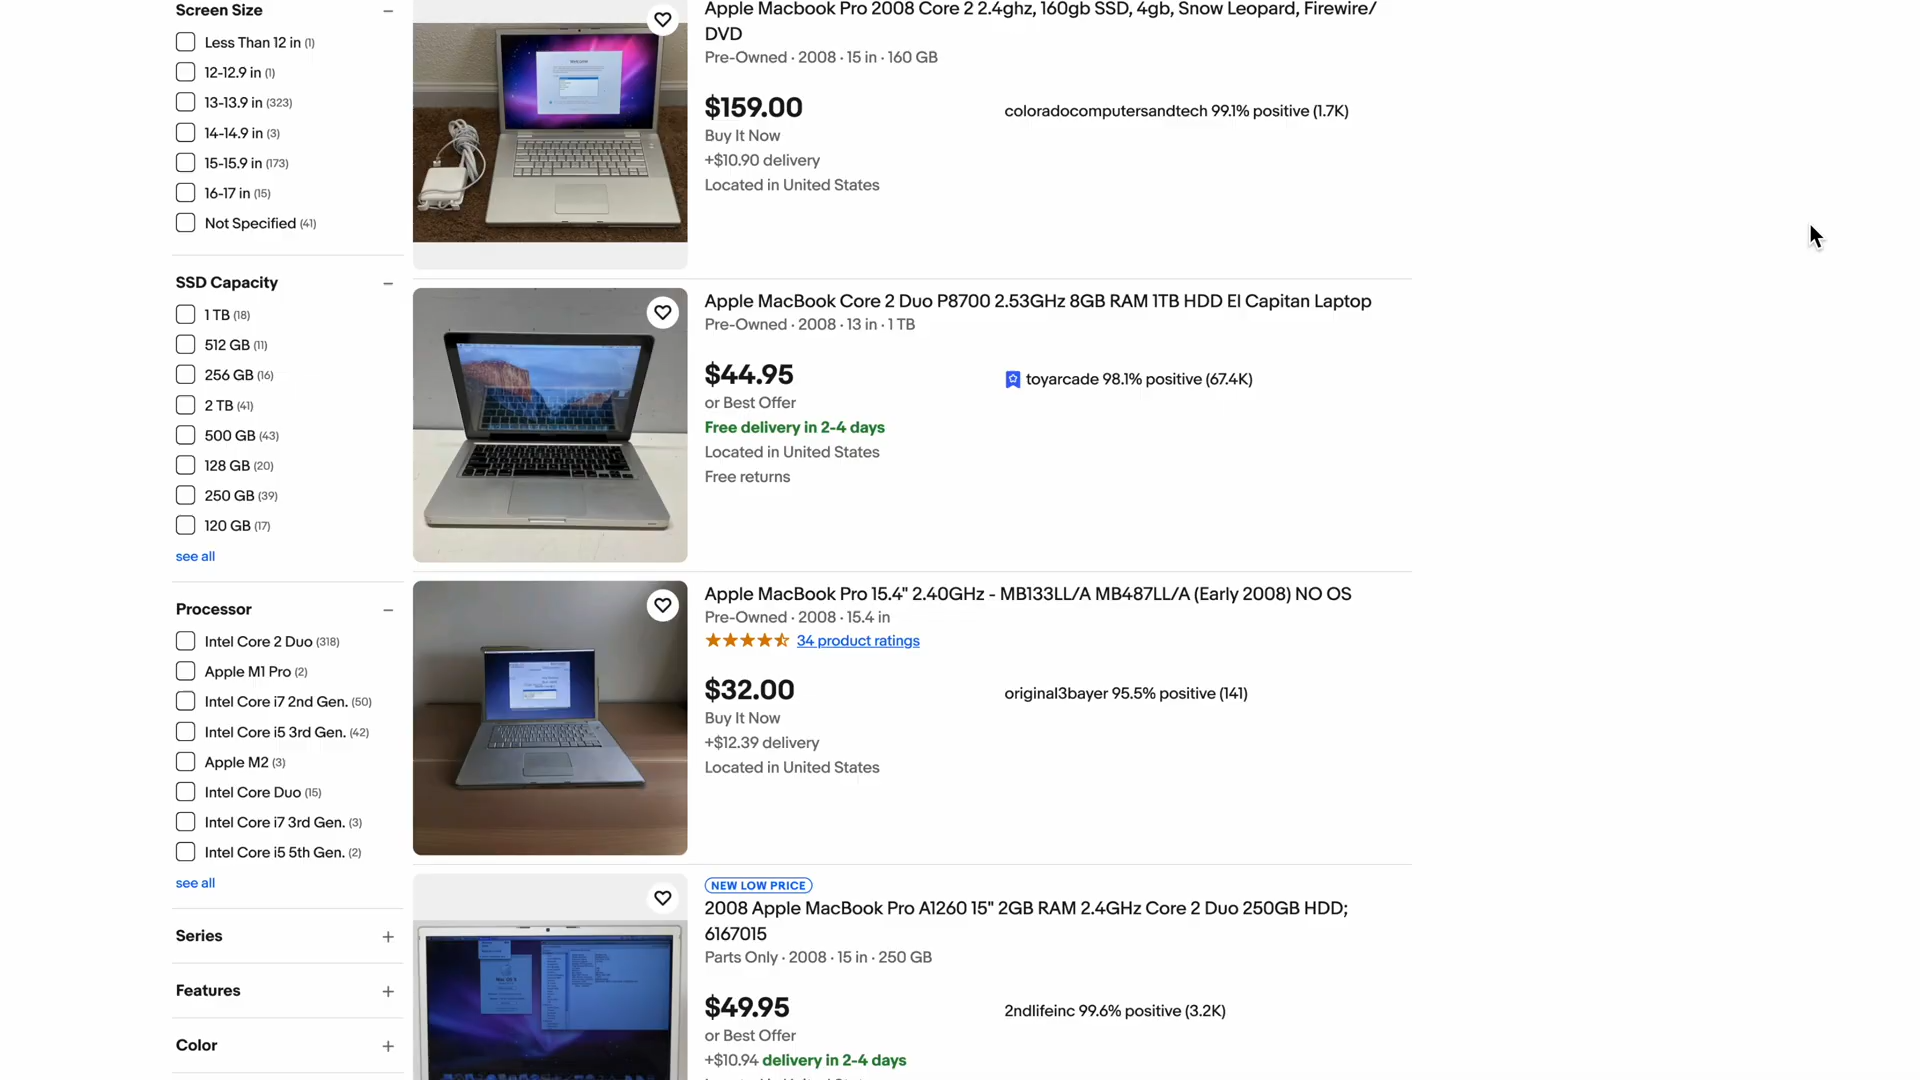 Screen Size
Less Than 12 in (1)
12-12.9 in (1)
13-13.9 in (323)
14-14.9 in (3)
15-15.9 in (173)
16-17 in (15)
Not Specified (41)
SSD Capacity
1 TB (18)
512 GB (11)
256 GB (16)
2 TB (41)
500 GB (43)
128 GB (20)
250 GB (39)
120 GB (17)
see all
Processor
Intel Core 2 Duo (318)
Apple M1 Pro (2)
Intel Core i7 2nd Gen. (50)
Intel Core i5 3rd Gen. (42)
Apple M2 (3)
Intel Core Duo (15)
Intel Core i7 3rd Gen. (3)
Intel Core i5 5th Gen. (2)
see all
Series
Features
Color
Apple Macbook Pro 2008 Core 2 2.4ghz, 160gb SSD, 4gb, Snow Leopard, Firewire/
DVD
Pre-Owned · 2008 · 15 in · 160 GB
$159.00
coloradocomputersandtech 99.1% positive (1.7K)
Buy It Now
+$10.90 delivery
Located in United States
Apple MacBook Core 2 Duo P8700 2.53GHz 8GB RAM 1TB HDD El Capitan Laptop
Pre-Owned · 2008 · 13 in · 1 TB
$44.95
toyarcade 98.1% positive (67.4K)
or Best Offer
Free delivery in 2-4 days
Located in United States
Free returns
Apple MacBook Pro 15.4" 2.40GHz - MB133LL/A MB487LL/A (Early 2008) NO OS
Pre-Owned · 2008 · 15.4 in
34 product ratings
$32.00
original3bayer 95.5% positive (141)
Buy It Now
+$12.39 delivery
Located in United States
NEW LOW PRICE
2008 Apple MacBook Pro A1260 15" 2GB RAM 2.4GHz Core 2 Duo 250GB HDD;
6167015
Parts Only · 2008 · 15 in · 250 GB
$49.95
2ndlifeinc 99.6% positive (3.2K)
or Best Offer
+$10.94 delivery in 2-4 days